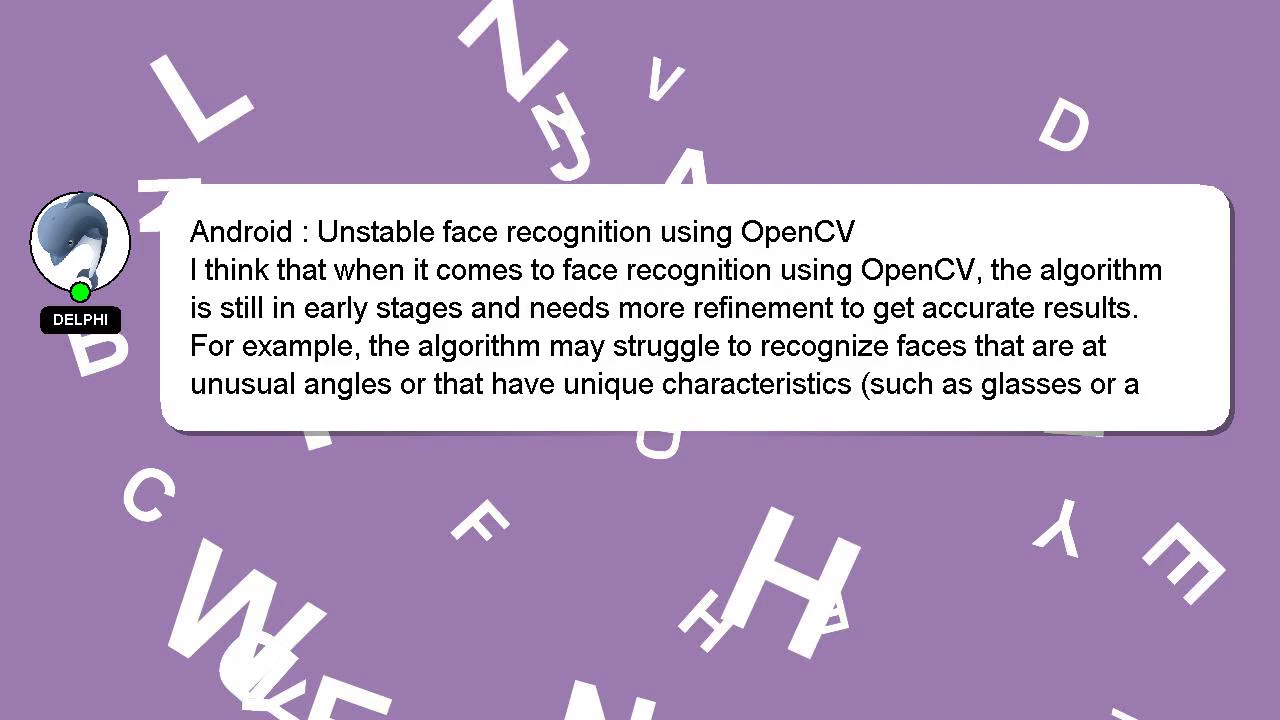 Android : Unstable face recognition using OpenCV
I think that when it comes to face recognition using OpenCV, the algorithm
is still in early stages and needs more refinement to get accurate results.
For example, the algorithm may struggle to recognize faces that are at
unusual angles or that have unique characteristics (such as glasses or a
DELPHI
L
N
V
N
J
D
A
B
C
F
H
Y
E
W
H